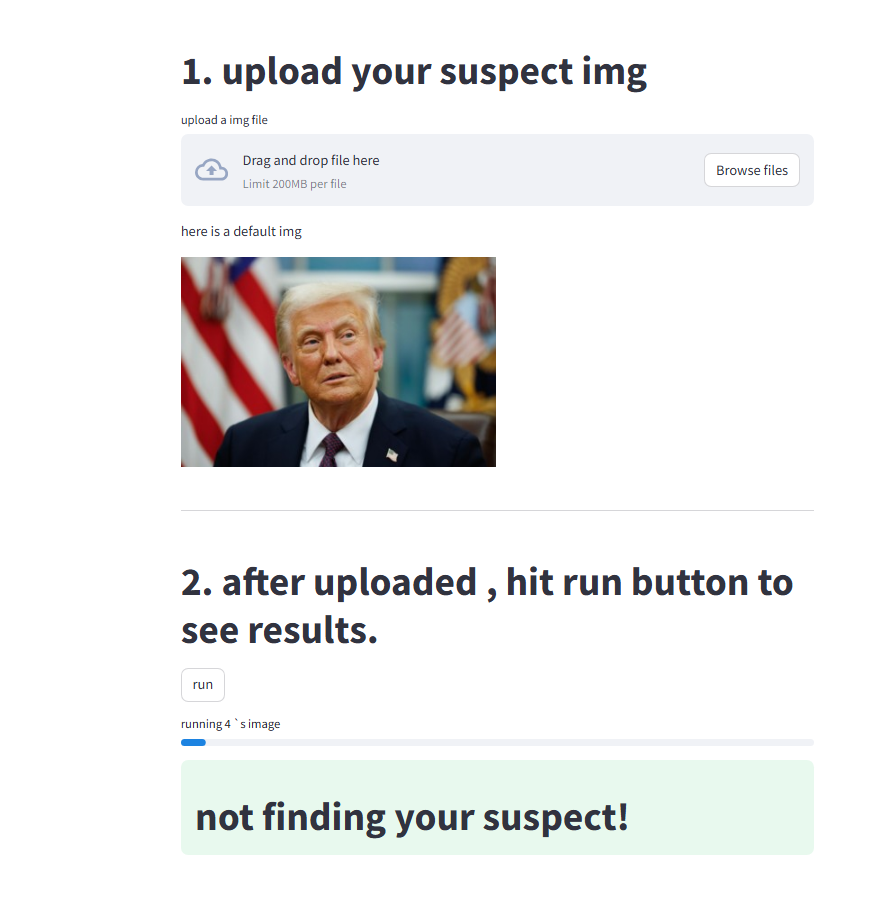 1. upload your suspect img
upload a img file
Drag and drop file here
Limit 200MB per file
Browse files
here is a default img
2. after uploaded , hit run button to
see results.
run
running 4 `s image
not finding your suspect!